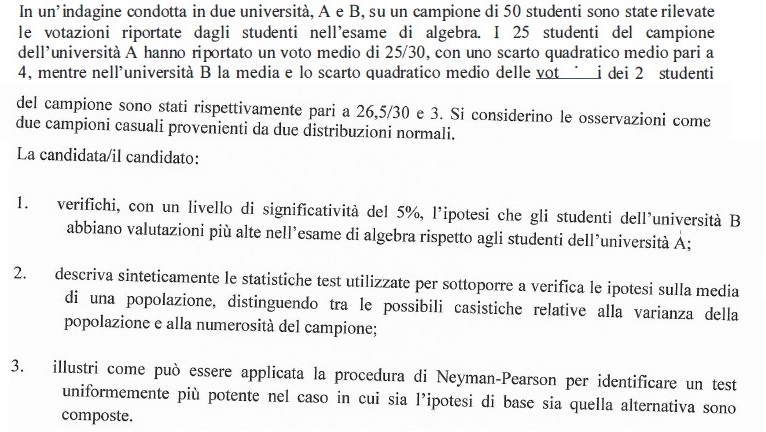 In un'indagine condotta in due università, A e B, su un campione di 50 studenti sono state rilevate
le votazioni riportate dagli studenti nell'esame di algebra. I 25 studenti del campione
dell'università A hanno riportato un voto medio di 25/30, con uno scarto quadratico medio pari a
4, mentre nell'università B la media e lo scarto quadratico medio delle dei 2 studenti
del campione sono stati rispettivamente pari a 26,5/30 e 3. Si considerino le osservazioni come
due campioni casuali provenienti da due distribuzioni normali.
La candidata/il candidato:
1. verifichi, con un livello di significatività del 5%, l'ipotesi che gli studenti dell'università B
abbiano valutazioni più alte nell'esame di algebra rispetto agli studenti dell'università A;
2. descriva sinteticamente le statistiche test utilizzate per sottoporre a verifica le ipotesi sulla media
di una popolazione, distinguendo tra le possibili casistiche relative alla varianza della
popolazione e alla numerosità del campione;
3. illustri come può essere applicata la procedura di Neyman-Pearson per identificare un test
uniformemente più potente nel caso in cui sia l'ipotesi di base sia quella alternativa sono
composte.